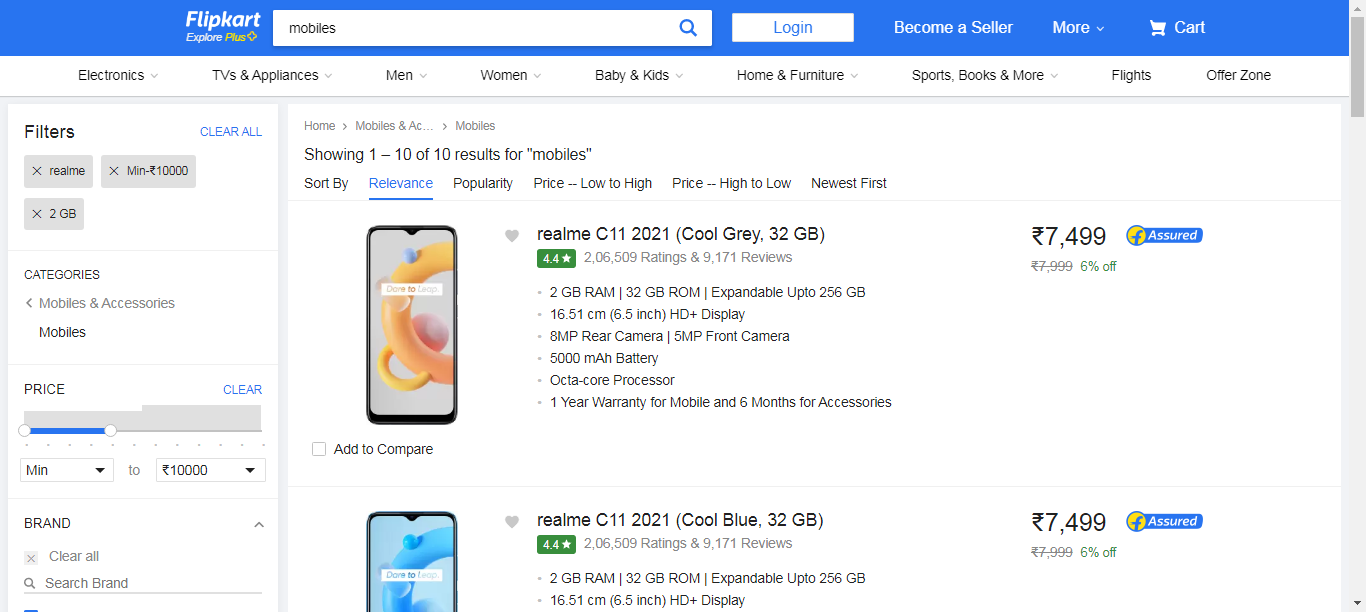 Flipkart
Explore Plus
mobiles
Login
Become a Seller
More
Cart
Electronics
TVs & Appliances
Men
Women
Baby & Kids
Home & Furniture
Sports, Books & More
Flights
Offer Zone
Filters
CLEAR ALL
✕ realme
✕ Min-₹10000
✕ 2 GB
CATEGORIES
Mobiles & Accessories
Mobiles
PRICE
CLEAR
Min
to
₹10000
BRAND
Clear all
Search Brand
Home > Mobiles & Ac... > Mobiles
Showing 1 – 10 of 10 results for "mobiles"
Sort By
Relevance
Popularity
Price -- Low to High
Price -- High to Low
Newest First
Dare to Leap.
Add to Compare
realme C11 2021 (Cool Grey, 32 GB)
4.4★ 2,06,509 Ratings & 9,171 Reviews
2 GB RAM | 32 GB ROM | Expandable Upto 256 GB
16.51 cm (6.5 inch) HD+ Display
8MP Rear Camera | 5MP Front Camera
5000 mAh Battery
Octa-core Processor
1 Year Warranty for Mobile and 6 Months for Accessories
₹7,499
Assured
₹7,999 6% off
Dare to Leap.
realme C11 2021 (Cool Blue, 32 GB)
4.4★ 2,06,509 Ratings & 9,171 Reviews
2 GB RAM | 32 GB ROM | Expandable Upto 256 GB
16.51 cm (6.5 inch) HD+ Display
₹7,499
Assured
₹7,999 6% off